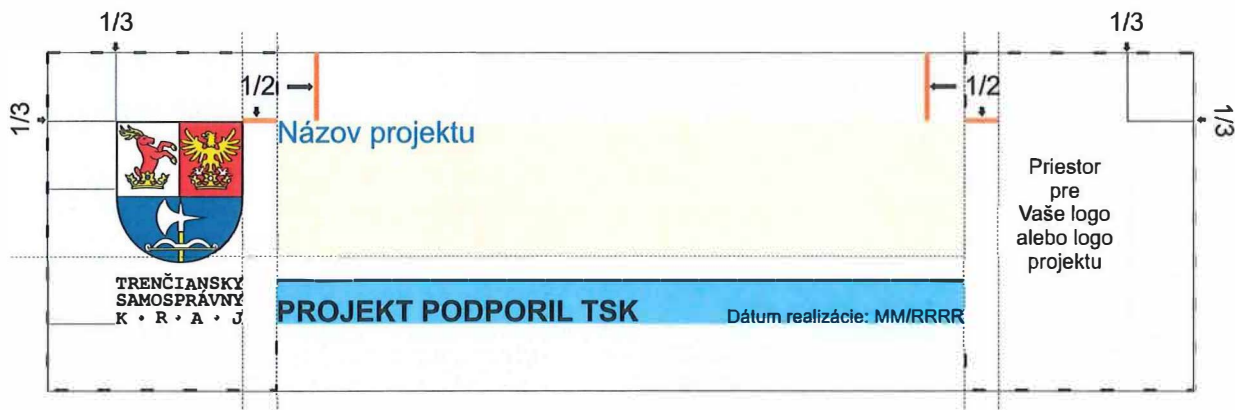 1/3
1/3
1/2
1/2
1/3
1/3
Názov projektu
Priestor
pre
Vaše logo
alebo logo
projektu
TRENČIANSKY
SAMOSPRÁVNY
K • R • A • J
PROJEKT PODPORIL TSK
Dátum realizácie: MM/RRRR